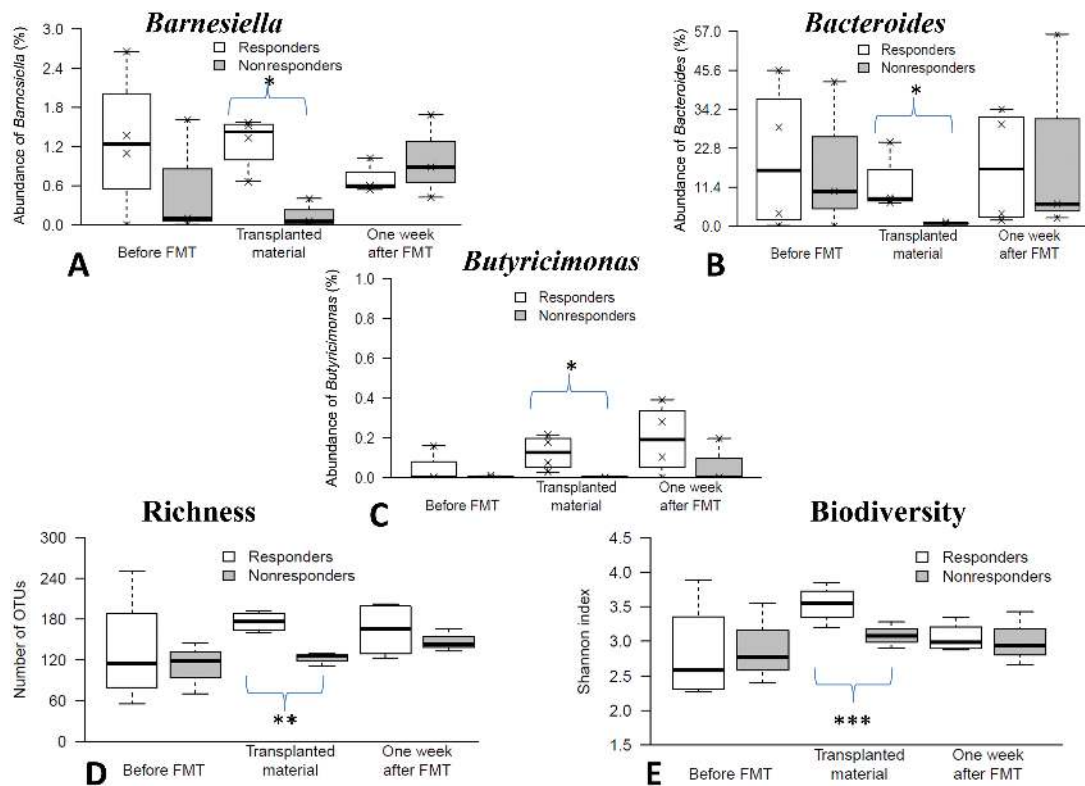 Barnesiella
Abundance of Barnosiolla (%)
3.0
2.4
1.8
1.2
0.6
0.0
Responders
Nonresponders
*
Before FMT
Transplanted
material
One week
after FMT
A
Bacteroides
Abundance of Bacteroides (%)
57.0
45.6
34.2
22.8
11.4
0.0
Responders
Nonresponders
*
Before FMT
Transplanted
material
One week
after FMT
B
Butyricimonas
Abundance of Butyricimonas (%)
1.0
0.8
0.6
0.4
0.2
0.0
Responders
Nonresponders
*
Before FMT
Transplanted
material
One week
after FMT
C
Richness
Number of OTUs
300
240
180
120
60
0
Responders
Nonresponders
**
Before FMT
Transplanted
material
One week
after FMT
D
Biodiversity
Shannon index
4.5
4.0
3.5
3.0
2.5
2.0
1.5
Responders
Nonresponders
***
Before FMT
Transplanted
material
One week
after FMT
E